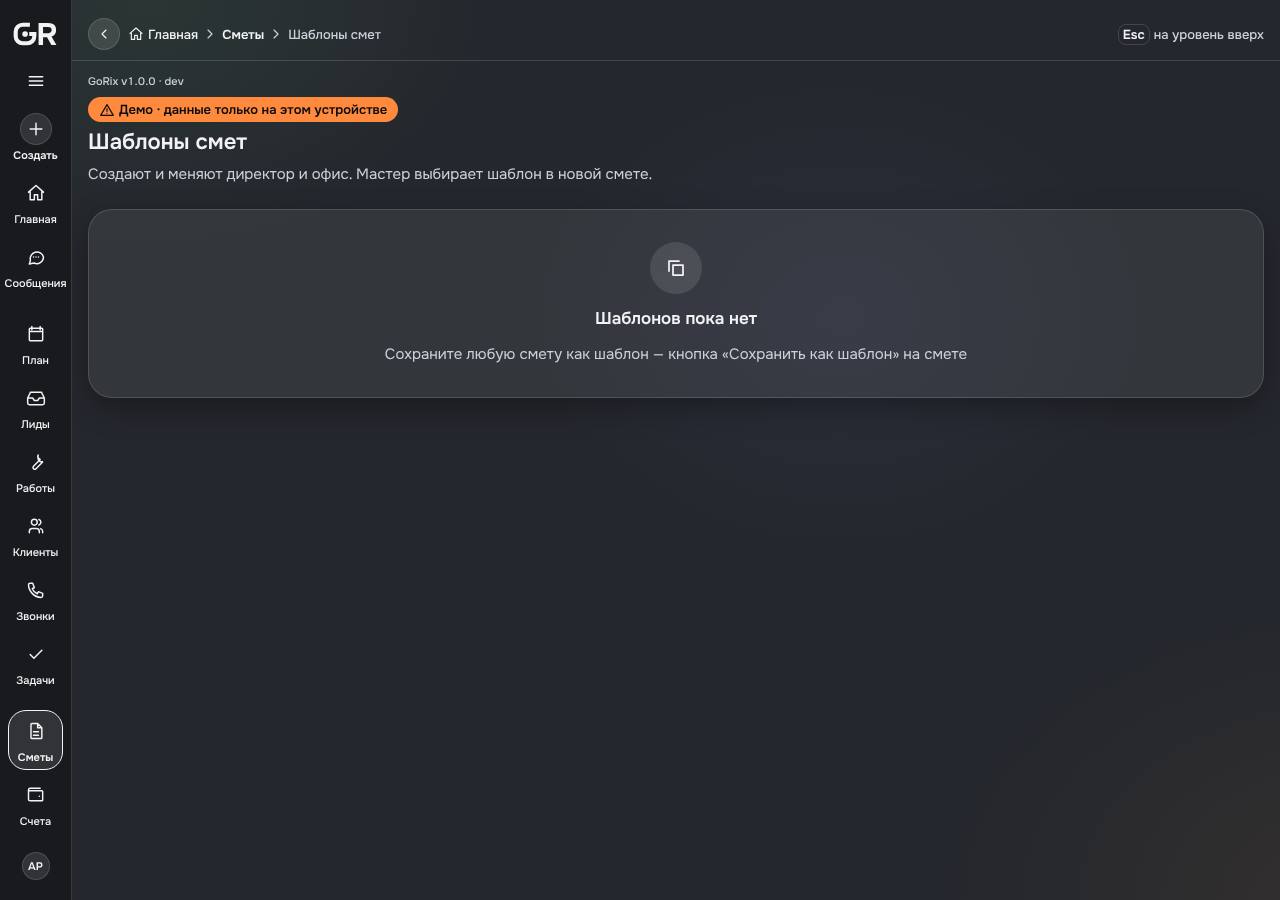 GR
Главная
Сметы
Шаблоны смет
Esc на уровень вверх
GoRix v1.0.0 · dev
Демо · данные только на этом устройстве
Шаблоны смет
Создают и меняют директор и офис. Мастер выбирает шаблон в новой смете.
Шаблонов пока нет
Сохраните любую смету как шаблон — кнопка «Сохранить как шаблон» на смете
Создать
Главная
Сообщения
План
Лиды
Работы
Клиенты
Звонки
Задачи
Сметы
Счета
AP